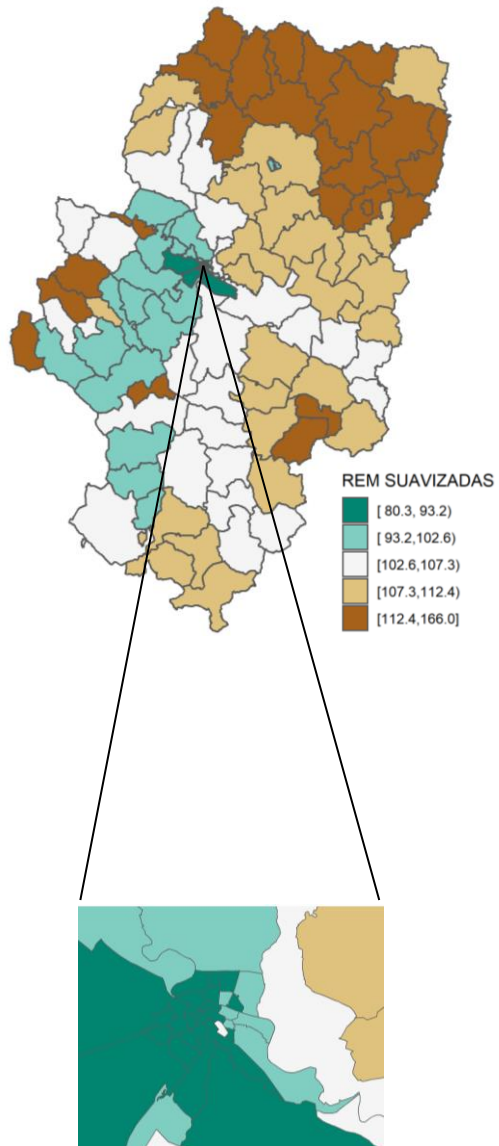 REM SUAVIZADAS
[ 80.3, 93.2)
[ 93.2,102.6)
[102.6,107.3)
[107.3,112.4)
[112.4,166.0]